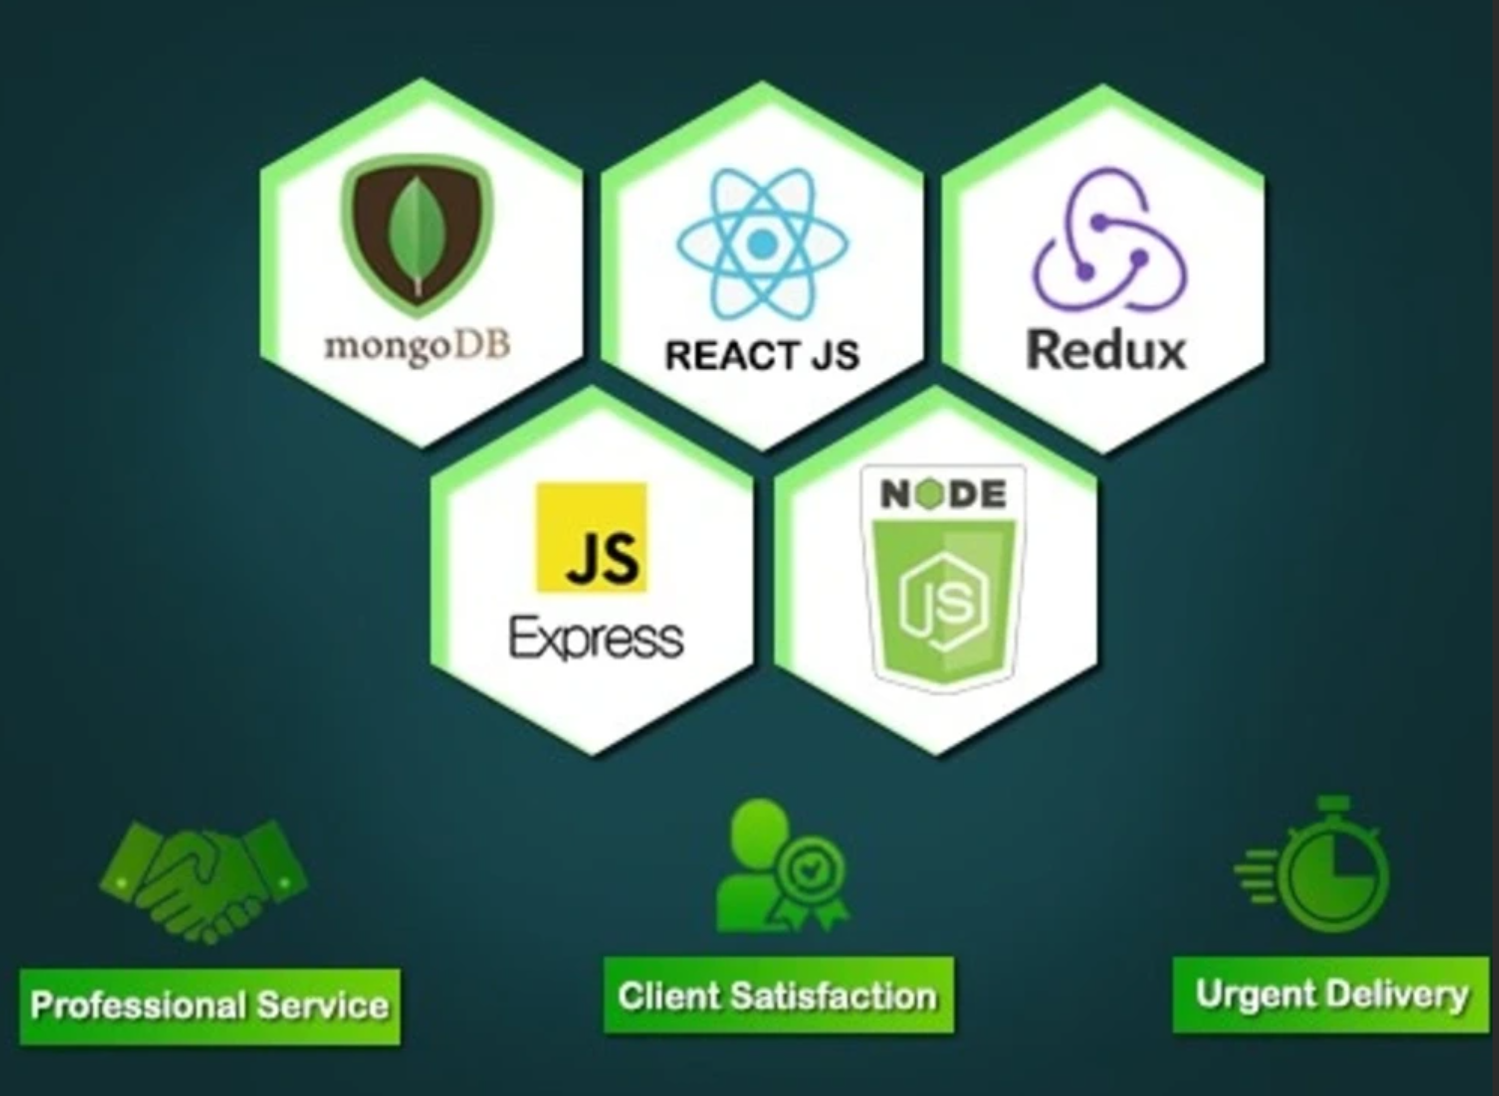 mongoDB
REACT JS
Redux
JS
Express
NODE
JS
Professional Service
Client Satisfaction
Urgent Delivery